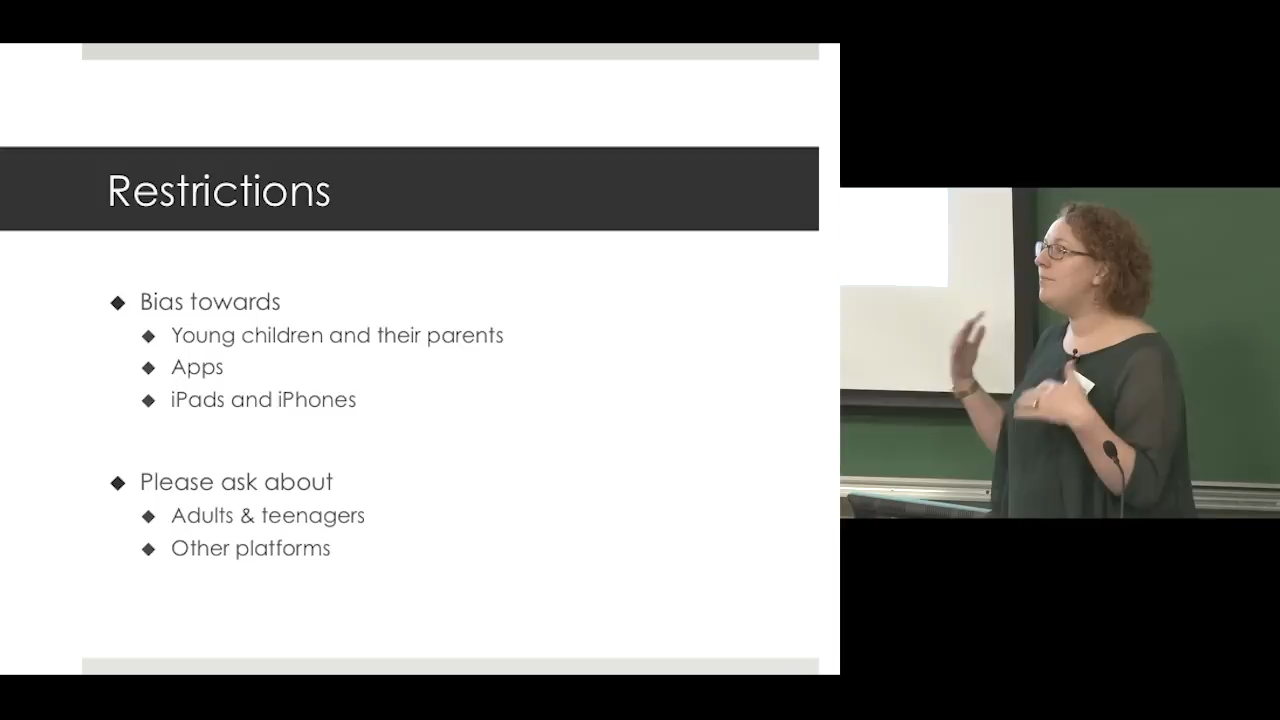 Restrictions
Bias towards
Young children and their parents
Apps
iPads and iPhones
Please ask about
Adults & teenagers
Other platforms